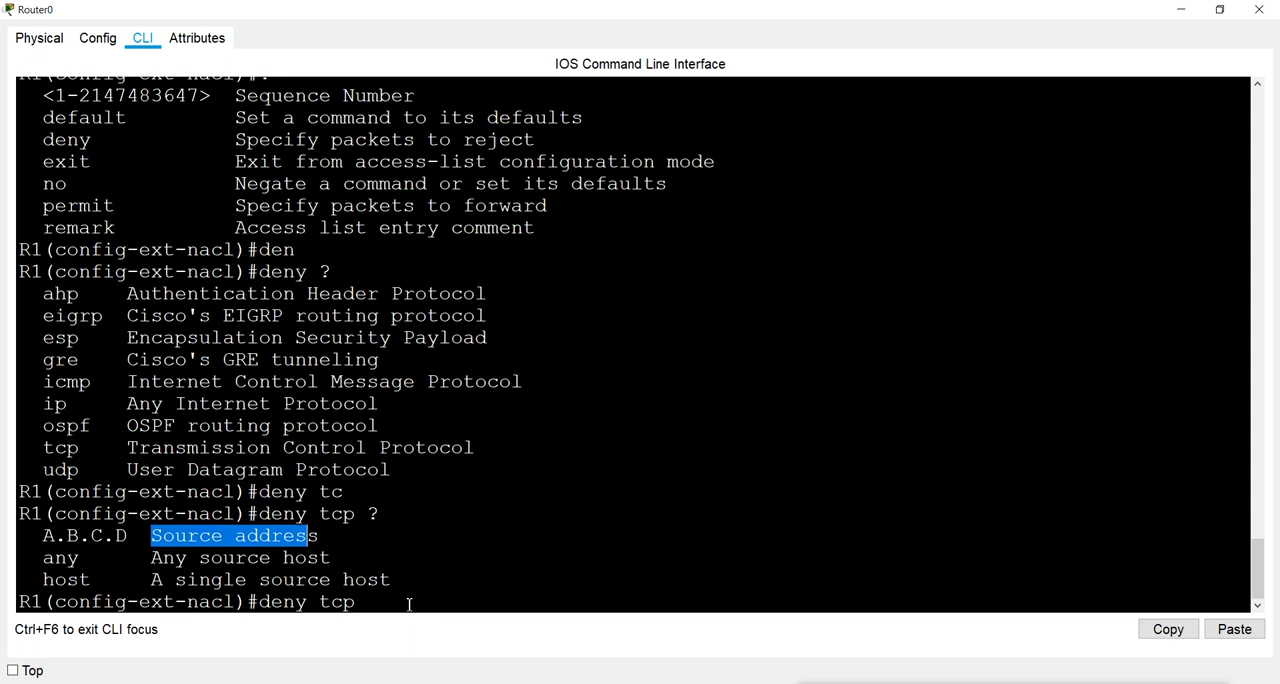 Router0
Physical Config CLI Attributes
IOS Command Line Interface
R1(config-ext-nacl)#?
<1-2147483647> Sequence Number
default Set a command to its defaults
deny Specify packets to reject
exit Exit from access-list configuration mode
no Negate a command or set its defaults
permit Specify packets to forward
remark Access list entry comment
R1(config-ext-nacl)#den
R1(config-ext-nacl)#deny ?
ahp Authentication Header Protocol
eigrp Cisco's EIGRP routing protocol
esp Encapsulation Security Payload
gre Cisco's GRE tunneling
icmp Internet Control Message Protocol
ip Any Internet Protocol
ospf OSPF routing protocol
tcp Transmission Control Protocol
udp User Datagram Protocol
R1(config-ext-nacl)#deny tc
R1(config-ext-nacl)#deny tcp ?
A.B.C.D Source address
any Any source host
host A single source host
R1(config-ext-nacl)#deny tcp
Ctrl+F6 to exit CLI focus
Copy Paste
Top